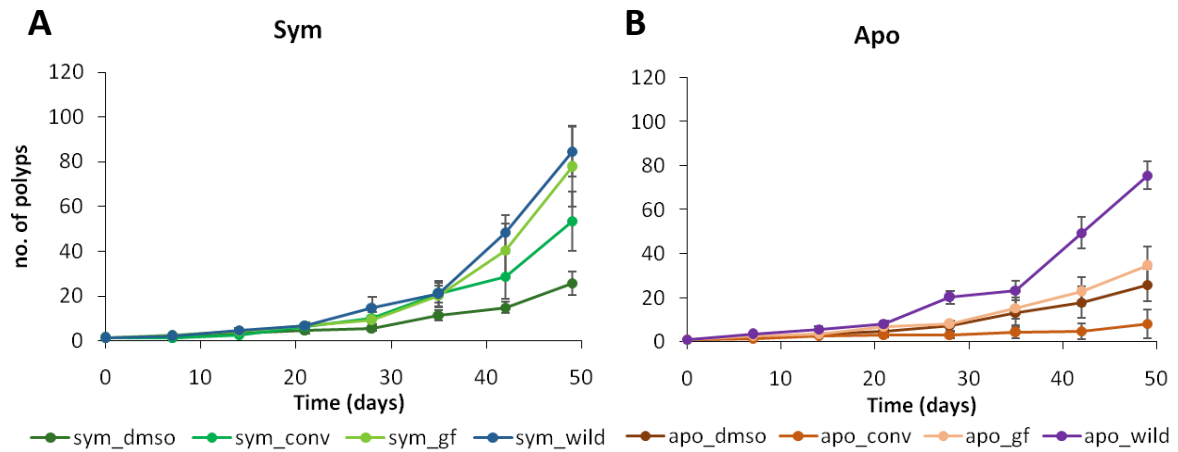 A
Sym
120
100
80
60
40
20
0
no. of polyps
0 10 20 30 40 50
Time (days)
sym_dmso sym_conv sym_gf sym_wild
B
Apo
120
100
80
60
40
20
0
0 10 20 30 40 50
Time (days)
apo_dmso apo_conv apo_gf apo_wild